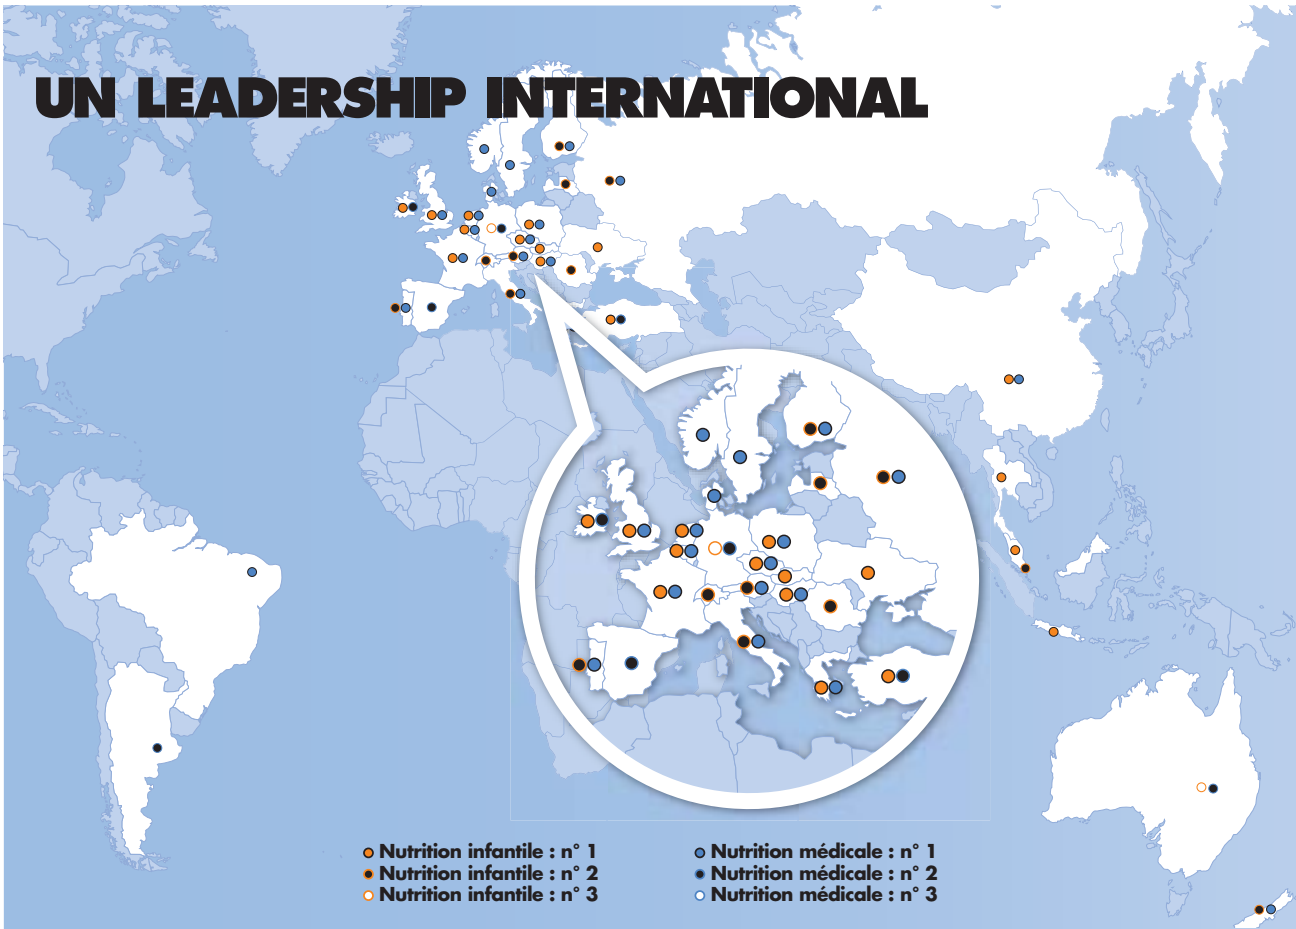 UN LEADERSHIP INTERNATIONAL
Nutrition infantile : n° 1
Nutrition infantile : n° 2
Nutrition infantile : n° 3
Nutrition médicale : n° 1
Nutrition médicale : n° 2
Nutrition médicale : n° 3